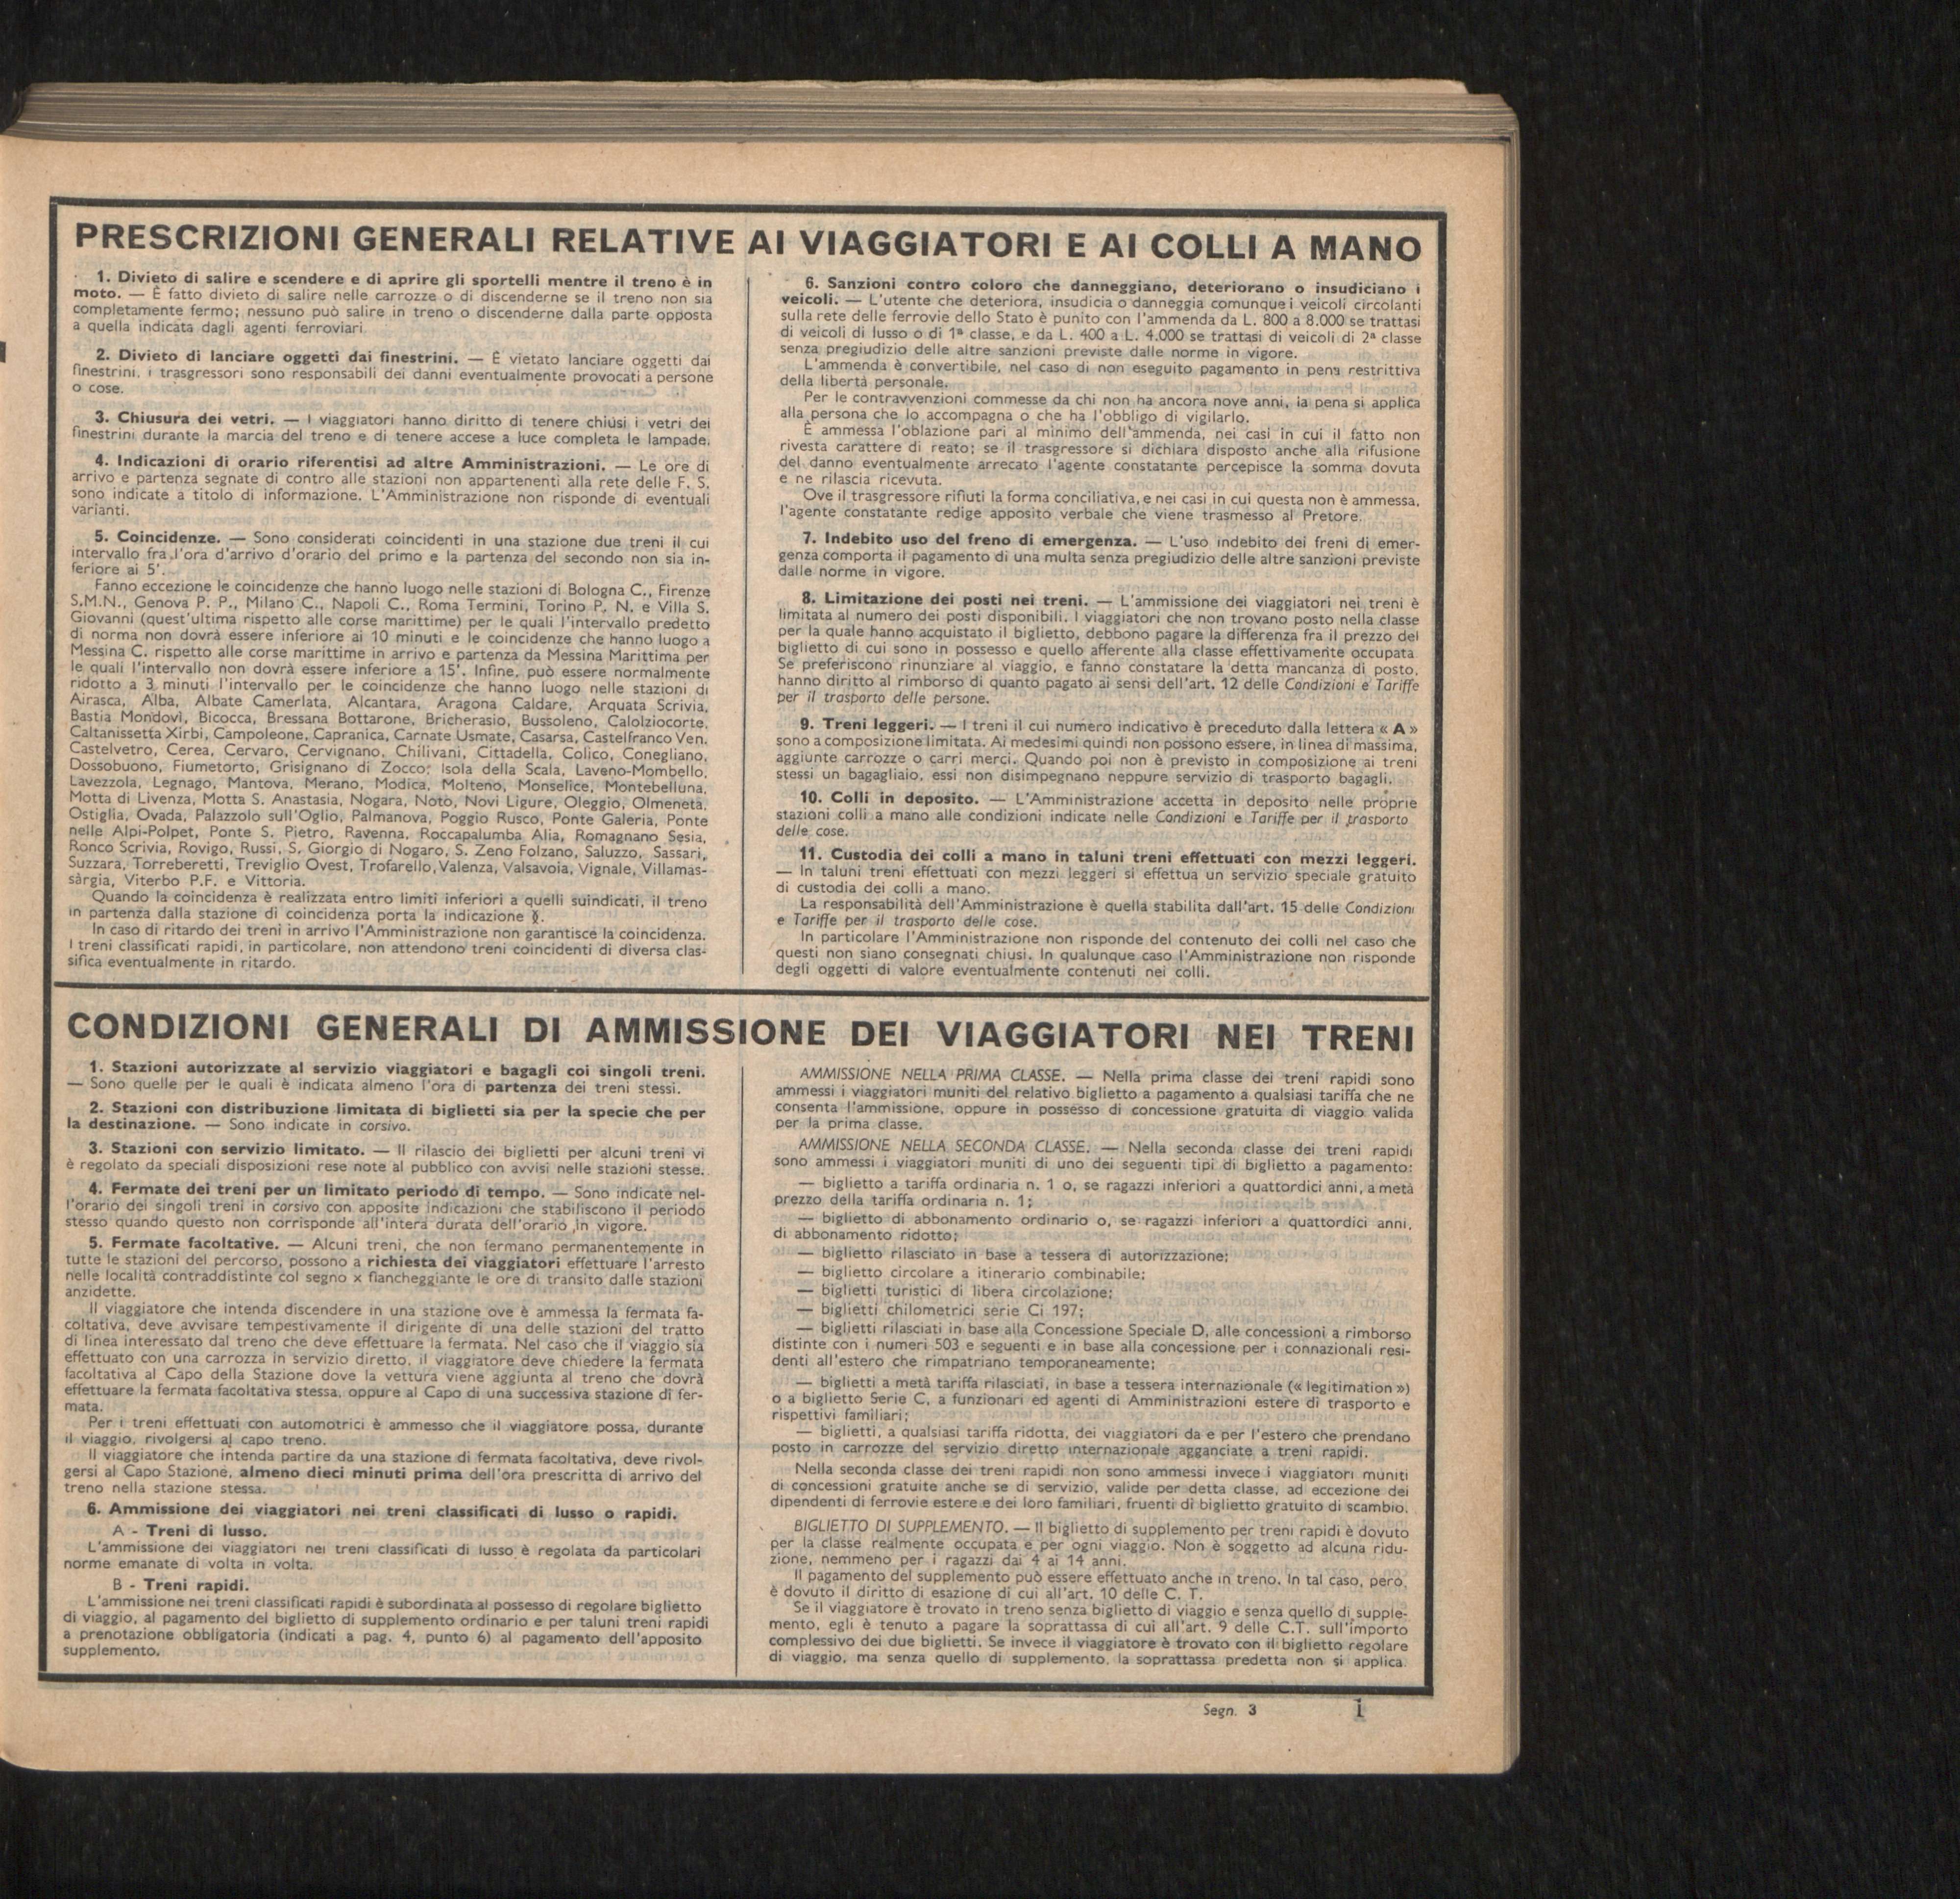 PRESCRIZIONI GENERALI RELATIVE AI VIAGGIATORI E AI COLLI A MANO
1. Divieto di salire e scendere e di aprire gli sportelli mentre il treno è in
moto. — È fatto divieto di salire nelle carrozze o di discenderne se il treno non sia
completamente fermo; nessuno può salire in treno o discenderne dalla parte opposta
a quella indicata dagli agenti ferroviari
2. Divieto di lanciare oggetti dai finestrini. — È vietato lanciare oggetti dai
finestrini, i trasgressori sono responsabili dei danni eventualmente provocati a persone
o cose.
3. Chiusura dei vetri. — I viaggiatori hanno diritto di tenere chiusi i vetri dei
finestrini durante la marcia del treno e di tenere accese a luce completa le lampade.
4. Indicazioni di orario riferentisi ad altre Amministrazioni. — Le ore di
arrivo e partenza segnate di contro alle stazioni non appartenenti alla rete delle F. S.
sono indicate a titolo di informazione. L'Amministrazione non risponde di eventuali
varianti.
5. Coincidenze. — Sono considerati coincidenti in una stazione due treni il cui
intervallo fra l'ora d'arrivo d'orario del primo e la partenza del secondo non sia in-
feriore ai 5'.
Fanno eccezione le coincidenze che hanno luogo nelle stazioni di Bologna C., Firenze
S.M.N., Genova P. P., Milano C., Napoli C., Roma Termini, Torino P. N. e Villa S.
Giovanni (quest'ultima rispetto alle corse marittime) per le quali l'intervallo predetto
di norma non dovrà essere inferiore ai 10 minuti e le coincidenze che hanno luogo a
Messina C. rispetto alle corse marittime in arrivo e partenza da Messina Marittima per
le quali l'intervallo non dovrà essere inferiore a 15'. Infine, può essere normalmente
ridotto a 3 minuti l'intervallo per le coincidenze che hanno luogo nelle stazioni di
Airasca, Alba, Albate Camerlata, Alcantara, Aragona Caldare, Arquata Scrivia,
Bastia Mondovì, Bicocca, Bressana Bottarone, Bricherasio, Bussoleno, Calolziocorte,
Caltanissetta Xirbi, Campoleone, Capranica, Carnate Usmate, Casarsa, Castelfranco Ven.
Castelvetro, Cerea, Cervaro, Cervignano, Chilivani, Cittadella, Colico, Conegliano,
Dossobuono, Fiumetorto, Grisignano di Zocco; Isola della Scala, Laveno-Mombello,
Lavezzola, Legnago, Mantova, Merano, Modica, Molteno, Monselice, Montebelluna,
Motta di Livenza, Motta S. Anastasia, Nogara, Noto, Novi Ligure, Oleggio, Olmeneta,
Ostiglia, Ovada, Palazzolo sull'Oglio, Palmanova, Poggio Rusco, Ponte Galeria, Ponte
nelle Alpi-Polpet, Ponte S. Pietro, Ravenna, Roccapalumba Alia, Romagnano Sesia,
Ronco Scrivia, Rovigo, Russi, S. Giorgio di Nogaro, S. Zeno Folzano, Saluzzo, Sassari,
Suzzara, Torreberetti, Treviglio Ovest, Trofarello, Valenza, Valsavoia, Vignale, Villamas-
sàrgia, Viterbo P.F. e Vittoria.
Quando la coincidenza è realizzata entro limiti inferiori a quelli suindicati, il treno
in partenza dalla stazione di coincidenza porta la indicazione
In caso di ritardo dei treni in arrivo l'Amministrazione non garantisce la coincidenza.
I treni classificati rapidi, in particolare, non attendono treni coincidenti di diversa clas-
sifica eventualmente in ritardo.
6. Sanzioni contro coloro che danneggiano, deteriorano o insudiciano i
veicoli. — L'utente che deteriora, insudicia o danneggia comunque i veicoli circolanti
sulla rete delle ferrovie dello Stato è punito con l'ammenda da L. 800 a 8.000 se trattasi
di veicoli di lusso o di 1ª classe, e da L. 400 a L. 4.000 se trattasi di veicoli di 2ª classe
senza pregiudizio delle altre sanzioni previste dalle norme in vigore.
L'ammenda è convertibile, nel caso di non eseguito pagamento in pena restrittiva
della libertà personale.
Per le contravvenzioni commesse da chi non ha ancora nove anni, la pena si applica
alla persona che lo accompagna o che ha l'obbligo di vigilarlo.
È ammessa l'oblazione pari al minimo dell'ammenda, nei casi in cui il fatto non
rivesta carattere di reato; se il trasgressore si dichiara disposto anche alla rifusione
del danno eventualmente arrecato l'agente constatante percepisce la somma dovuta
e ne rilascia ricevuta.
Ove il trasgressore rifiuti la forma conciliativa, e nei casi in cui questa non è ammessa,
l'agente constatante redige apposito verbale che viene trasmesso al Pretore.
7. Indebito uso del freno di emergenza. — L'uso indebito dei freni di emer-
genza comporta il pagamento di una multa senza pregiudizio delle altre sanzioni previste
dalle norme in vigore.
8. Limitazione dei posti nei treni. — L'ammissione dei viaggiatori nei treni è
limitata al numero dei posti disponibili. I viaggiatori che non trovano posto nella classe
per la quale hanno acquistato il biglietto, debbono pagare la differenza fra il prezzo del
biglietto di cui sono in possesso e quello afferente alla classe effettivamente occupata
Se preferiscono rinunziare al viaggio, e fanno constatare la detta mancanza di posto,
hanno diritto al rimborso di quanto pagato ai sensi dell'art. 12 delle Condizioni e Tariffe
per il trasporto delle persone.
9. Treni leggeri. — I treni il cui numero indicativo è preceduto dalla lettera « A »
sono a composizione limitata. Ai medesimi quindi non possono essere, in linea di massima,
aggiunte carrozze o carri merci. Quando poi non è previsto in composizione ai treni
stessi un bagagliaio, essi non disimpegnano neppure servizio di trasporto bagagli.
10. Colli in deposito. — L'Amministrazione accetta in deposito nelle proprie
stazioni colli a mano alle condizioni indicate nelle Condizioni e Tariffe per il trasporto
delle cose.
11. Custodia dei colli a mano in taluni treni effettuati con mezzi leggeri.
— In taluni treni effettuati con mezzi leggeri si effettua un servizio speciale gratuito
di custodia dei colli a mano.
La responsabilità dell'Amministrazione è quella stabilita dall'art. 15 delle Condizioni
e Tariffe per il trasporto delle cose.
In particolare l'Amministrazione non risponde del contenuto dei colli nel caso che
questi non siano consegnati chiusi. In qualunque caso l'Amministrazione non risponde
degli oggetti di valore eventualmente contenuti nei colli.
CONDIZIONI GENERALI DI AMMISSIONE DEI VIAGGIATORI NEI TRENI
1. Stazioni autorizzate al servizio viaggiatori e bagagli coi singoli treni.
— Sono quelle per le quali è indicata almeno l'ora di partenza dei treni stessi.
2. Stazioni con distribuzione limitata di biglietti sia per la specie che per
la destinazione. — Sono indicate in corsivo.
3. Stazioni con servizio limitato. — Il rilascio dei biglietti per alcuni treni vi
è regolato da speciali disposizioni rese note al pubblico con avvisi nelle stazioni stesse.
4. Fermate dei treni per un limitato periodo di tempo. — Sono indicate nel-
l'orario dei singoli treni in corsivo con apposite indicazioni che stabiliscono il periodo
stesso quando questo non corrisponde all'intera durata dell'orario in vigore.
5. Fermate facoltative. — Alcuni treni, che non fermano permanentemente in
tutte le stazioni del percorso, possono a richiesta dei viaggiatori effettuare l'arresto
nelle località contraddistinte col segno x fiancheggiante le ore di transito dalle stazioni
anzidette.
Il viaggiatore che intenda discendere in una stazione ove è ammessa la fermata fa-
coltativa, deve avvisare tempestivamente il dirigente di una delle stazioni del tratto
di linea interessato dal treno che deve effettuare la fermata. Nel caso che il viaggio sia
effettuato con una carrozza in servizio diretto, il viaggiatore deve chiedere la fermata
facoltativa al Capo della Stazione dove la vettura viene aggiunta al treno che dovrà
effettuare la fermata facoltativa stessa, oppure al Capo di una successiva stazione di fer-
mata.
Per i treni effettuati con automotrici è ammesso che il viaggiatore possa, durante
il viaggio, rivolgersi al capo treno.
Il viaggiatore che intenda partire da una stazione di fermata facoltativa, deve rivol-
gersi al Capo Stazione, almeno dieci minuti prima dell'ora prescritta di arrivo del
treno nella stazione stessa.
6. Ammissione dei viaggiatori nei treni classificati di lusso o rapidi.
A - Treni di lusso.
L'ammissione dei viaggiatori nei treni classificati di lusso è regolata da particolari
norme emanate di volta in volta.
B - Treni rapidi.
L'ammissione nei treni classificati rapidi è subordinata al possesso di regolare biglietto
di viaggio, al pagamento del biglietto di supplemento ordinario e per taluni treni rapidi
a prenotazione obbligatoria (indicati a pag. 4, punto 6) al pagamento dell'apposito
supplemento.
AMMISSIONE NELLA PRIMA CLASSE. — Nella prima classe dei treni rapidi sono
ammessi i viaggiatori muniti del relativo biglietto a pagamento a qualsiasi tariffa che ne
consenta l'ammissione, oppure in possesso di concessione gratuita di viaggio valida
per la prima classe.
AMMISSIONE NELLA SECONDA CLASSE. — Nella seconda classe dei treni rapidi
sono ammessi i viaggiatori muniti di uno dei seguenti tipi di biglietto a pagamento:
— biglietto a tariffa ordinaria n. 1 o, se ragazzi inferiori a quattordici anni, a metà
prezzo della tariffa ordinaria n. 1;
— biglietto di abbonamento ordinario o, se ragazzi inferiori a quattordici anni,
di abbonamento ridotto;
— biglietto rilasciato in base a tessera di autorizzazione;
— biglietto circolare a itinerario combinabile;
— biglietti turistici di libera circolazione;
— biglietti chilometrici serie Ci 197;
— biglietti rilasciati in base alla Concessione Speciale D, alle concessioni a rimborso
distinte con i numeri 503 e seguenti e in base alla concessione per i connazionali resi-
denti all'estero che rimpatriano temporaneamente;
— biglietti a metà tariffa rilasciati, in base a tessera internazionale (« legitimation »)
o a biglietto Serie C, a funzionari ed agenti di Amministrazioni estere di trasporto e
rispettivi familiari;
— biglietti, a qualsiasi tariffa ridotta, dei viaggiatori da e per l'estero che prendano
posto in carrozze del servizio diretto internazionale agganciate a treni rapidi.
Nella seconda classe dei treni rapidi non sono ammessi invece i viaggiatori muniti
di concessioni gratuite anche se di servizio, valide per detta classe, ad eccezione dei
dipendenti di ferrovie estere e dei loro familiari, fruenti di biglietto gratuito di scambio.
BIGLIETTO DI SUPPLEMENTO. — Il biglietto di supplemento per treni rapidi è dovuto
per la classe realmente occupata e per ogni viaggio. Non è soggetto ad alcuna ridu-
zione, nemmeno per i ragazzi dai 4 ai 14 anni.
Il pagamento del supplemento può essere effettuato anche in treno. In tal caso, pero,
è dovuto il diritto di esazione di cui all'art. 10 delle C. T.
Se il viaggiatore è trovato in treno senza biglietto di viaggio e senza quello di supple-
mento, egli è tenuto a pagare la soprattassa di cui all'art. 9 delle C.T. sull'importo
complessivo dei due biglietti. Se invece il viaggiatore è trovato con il biglietto regolare
di viaggio, ma senza quello di supplemento, la soprattassa predetta non si applica.
Segn. 3 1